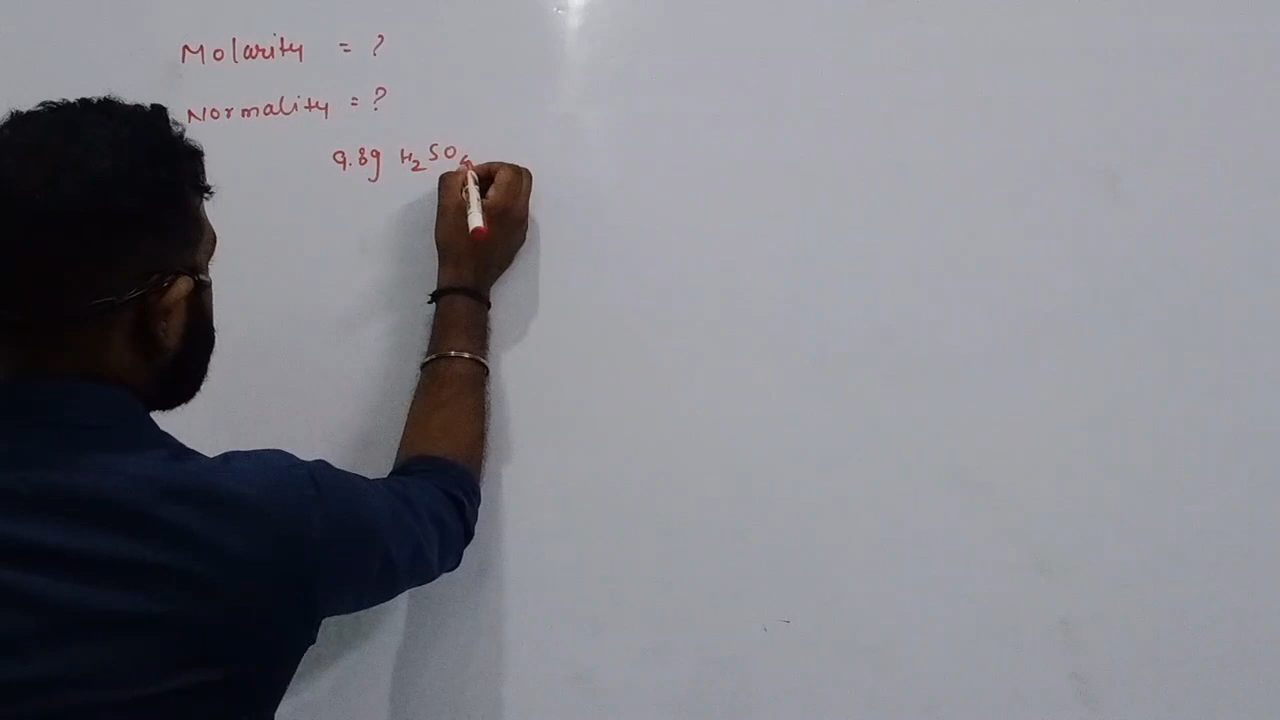 Molarity = ?
Normality = ?
9.8g H₂SO₄